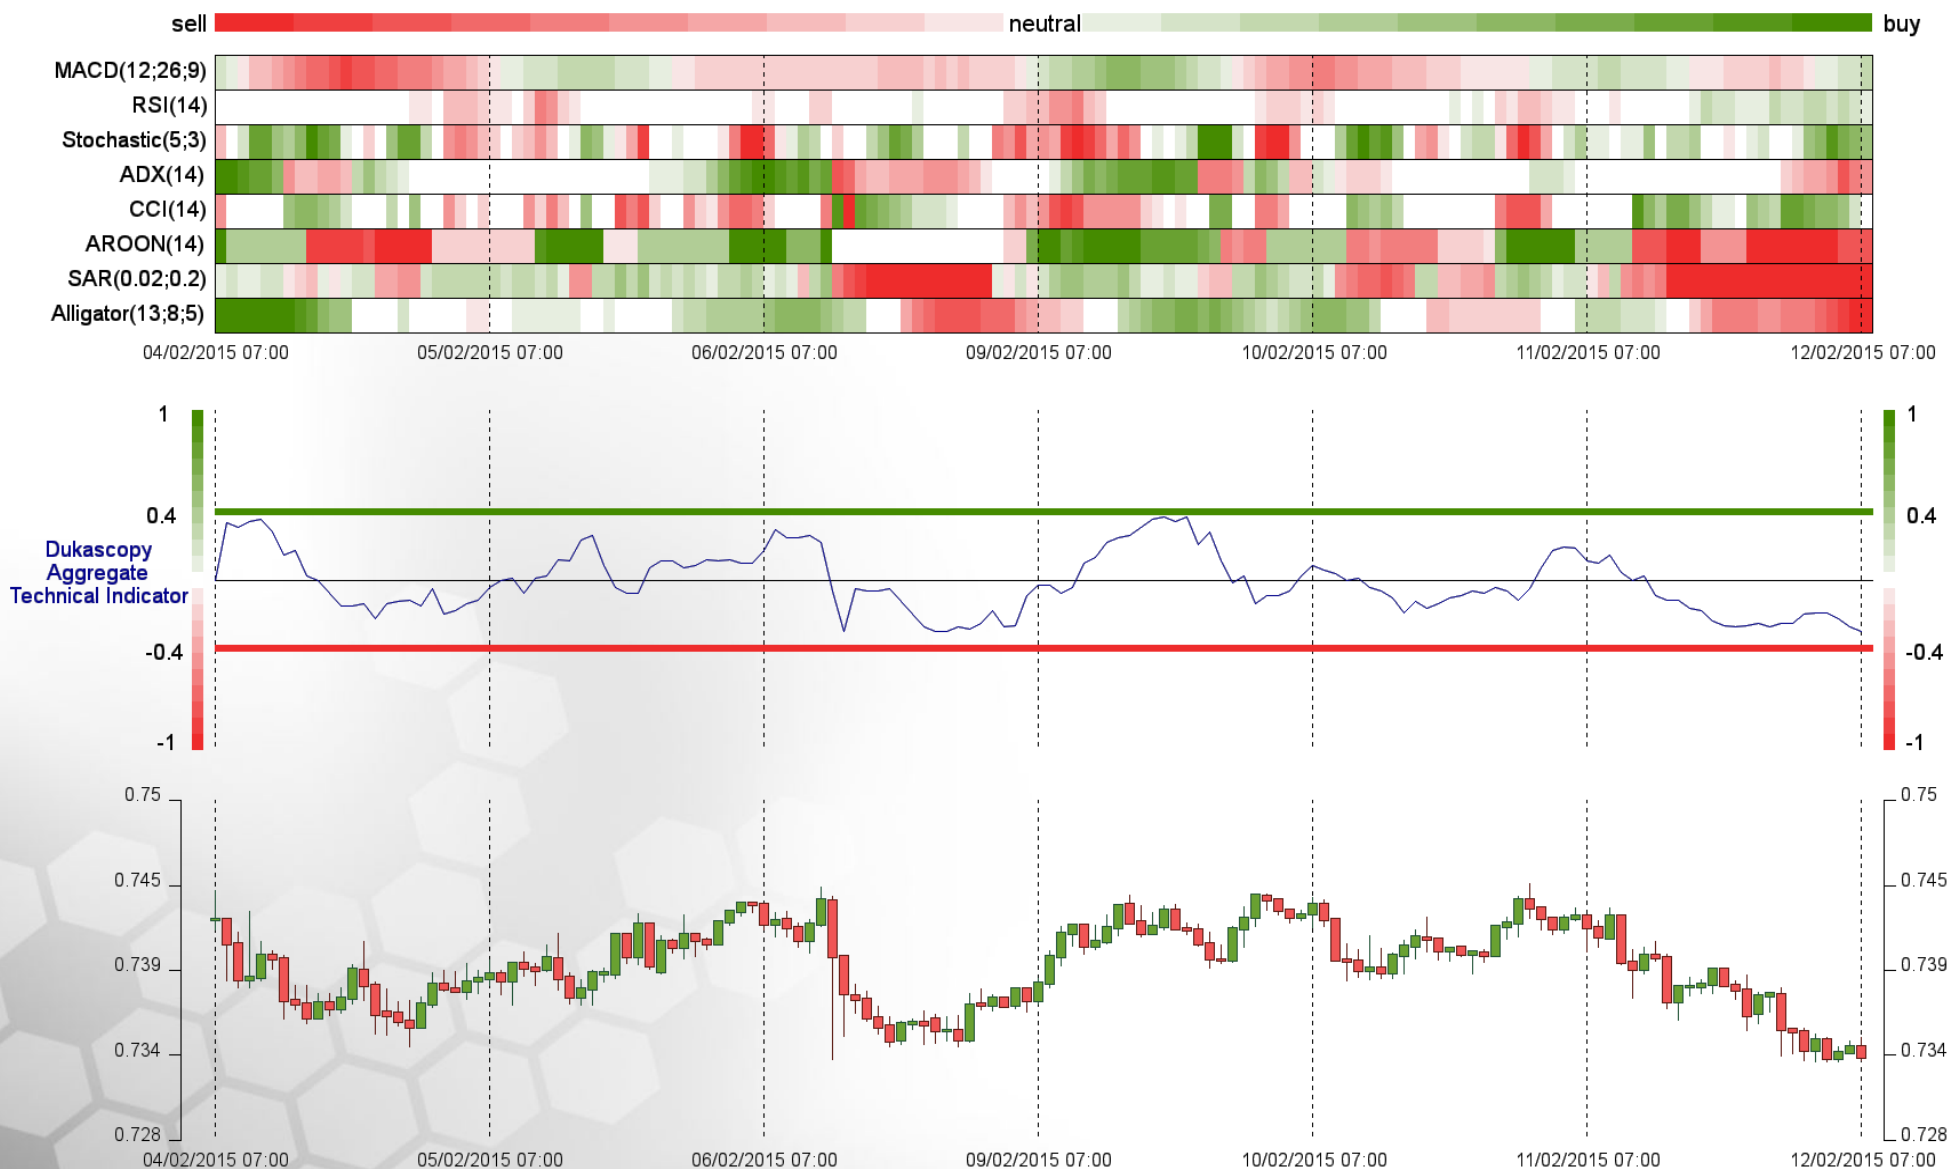 sell neutral buy
MACD(12;26;9)
RSI(14)
Stochastic(5;3)
ADX(14)
CCI(14)
AROON(14)
SAR(0.02;0.2)
Alligator(13;8;5)
04/02/2015 07:00 05/02/2015 07:00 06/02/2015 07:00 09/02/2015 07:00 10/02/2015 07:00 11/02/2015 07:00 12/02/2015 07:00
1 1
0.4 0.4
Dukascopy
Aggregate
Technical Indicator
-0.4 -0.4
-1 -1
0.75 0.75
0.745 0.745
0.739 0.739
0.734 0.734
0.728 0.728
04/02/2015 07:00 05/02/2015 07:00 06/02/2015 07:00 09/02/2015 07:00 10/02/2015 07:00 11/02/2015 07:00 12/02/2015 07:00